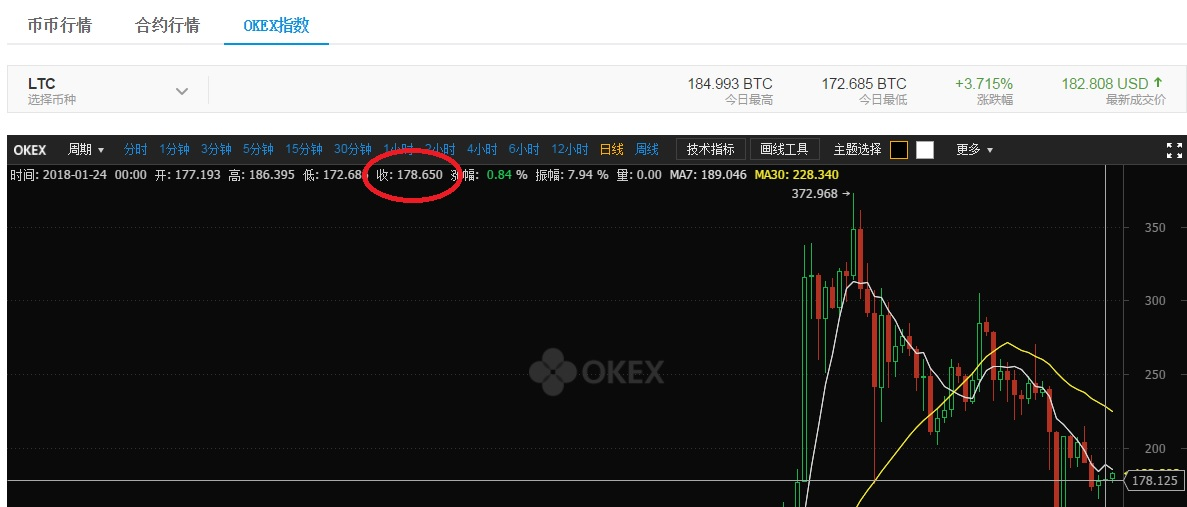 币币行情 合约行情 OKEX指数
LTC 184.993 BTC 172.685 BTC +3.715% 182.808 USD↑
选择币种 今日最高 今日最低 涨跌幅 最新成交价
OKEX 周期 ▼ 分时 1分钟 3分钟 5分钟 15分钟 30分钟 1小时 2小时 4小时 6小时 12小时 日线 周线 技术指标 画线工具 主题选择 更多 ▼
时间: 2018-01-24 00:00 开: 177.193 高: 186.395 低: 172.685 收: 178.650 涨幅: 0.84 % 振幅: 7.94 % 量: 0.00 MA7: 189.046 MA30: 228.340
372.968→
350
300
OKEX
250
200
178.125